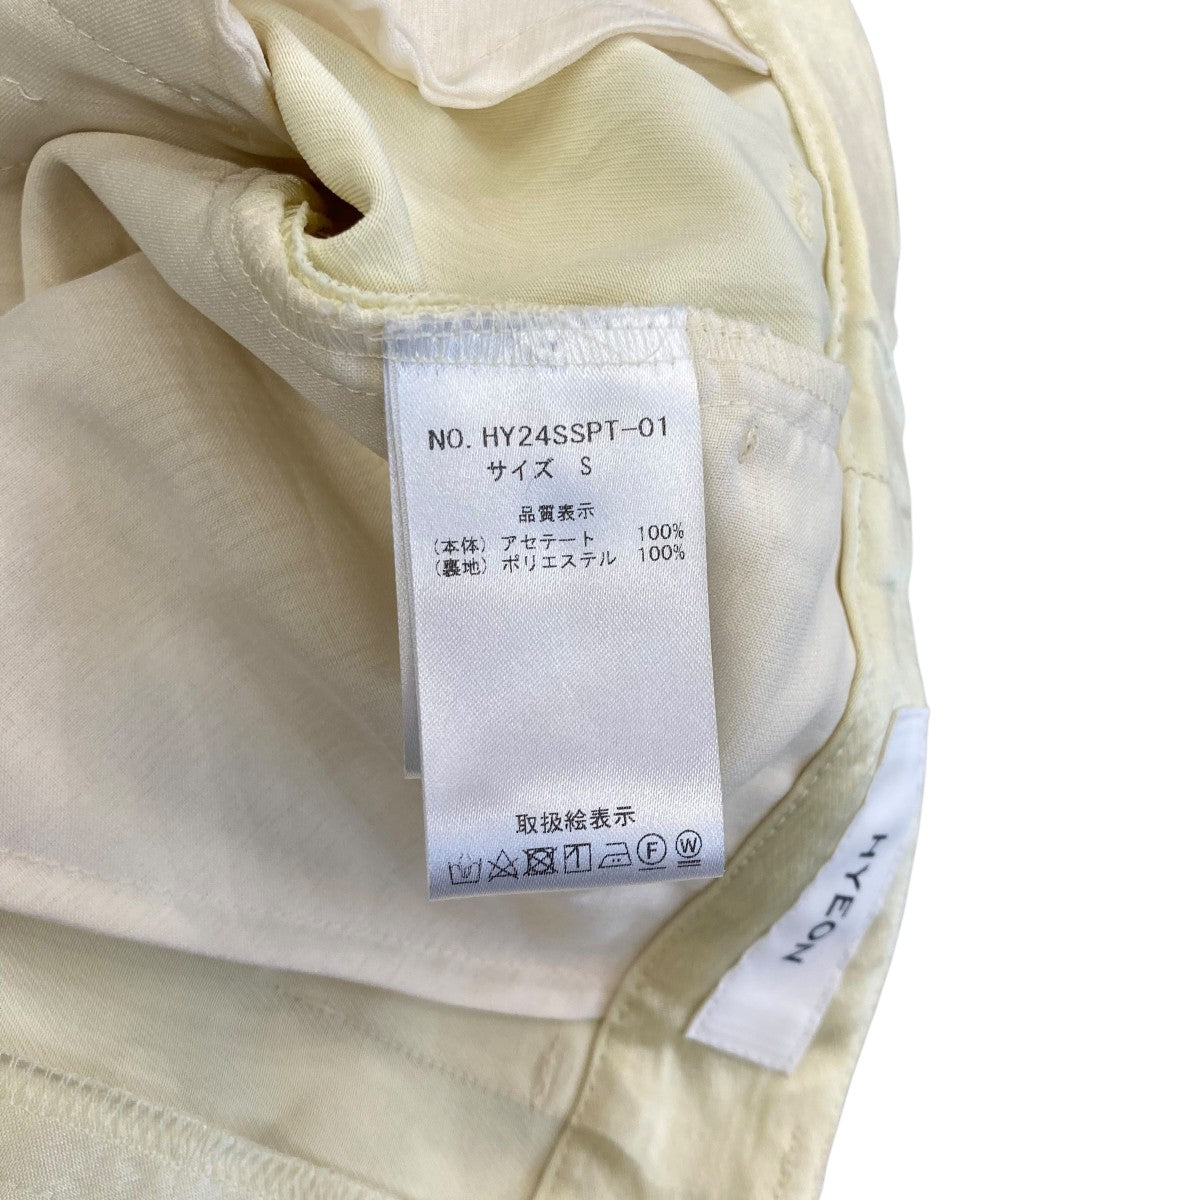 NO. HY24SSPT-01
サイズ S
品質表示
(本体) アセテート 100%
(裏地) ポリエステル 100%
取扱絵表示
F W
HYEON